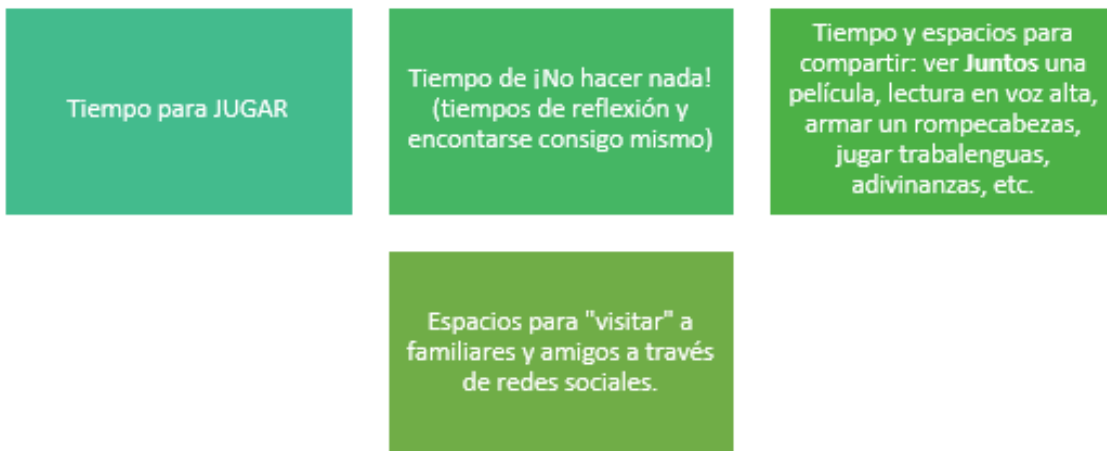 Tiempo para JUGAR
Tiempo de ¡No hacer nada!
(tiempos de reflexión y
encontarse consigo mismo)
Tiempo y espacios para
compartir: ver Juntos una
película, lectura en voz alta,
armar un rompecabezas,
jugar trabalenguas,
adivinanzas, etc.
Espacios para "visitar" a
familiares y amigos a través
de redes sociales.